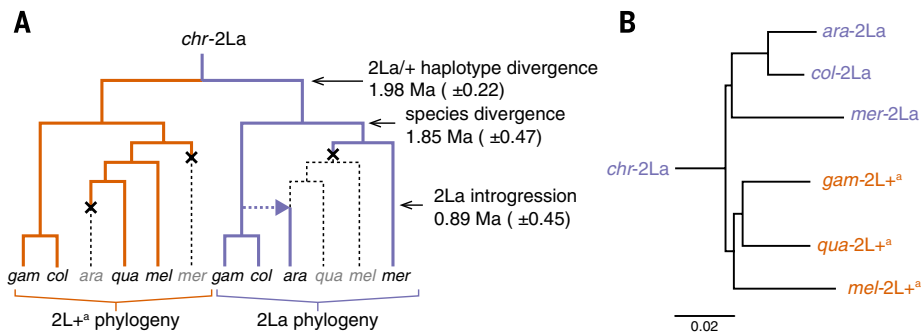 A
chr-2La
2La/+ haplotype divergence
1.98 Ma ( ±0.22)
species divergence
1.85 Ma ( ±0.47)
2La introgression
0.89 Ma ( ±0.45)
gam col ara qua mel mer gam col ara qua mel mer
2L+ᵃ phylogeny 2La phylogeny
B
ara-2La
col-2La
mer-2La
chr-2La
gam-2L+ᵃ
qua-2L+ᵃ
mel-2L+ᵃ
0.02